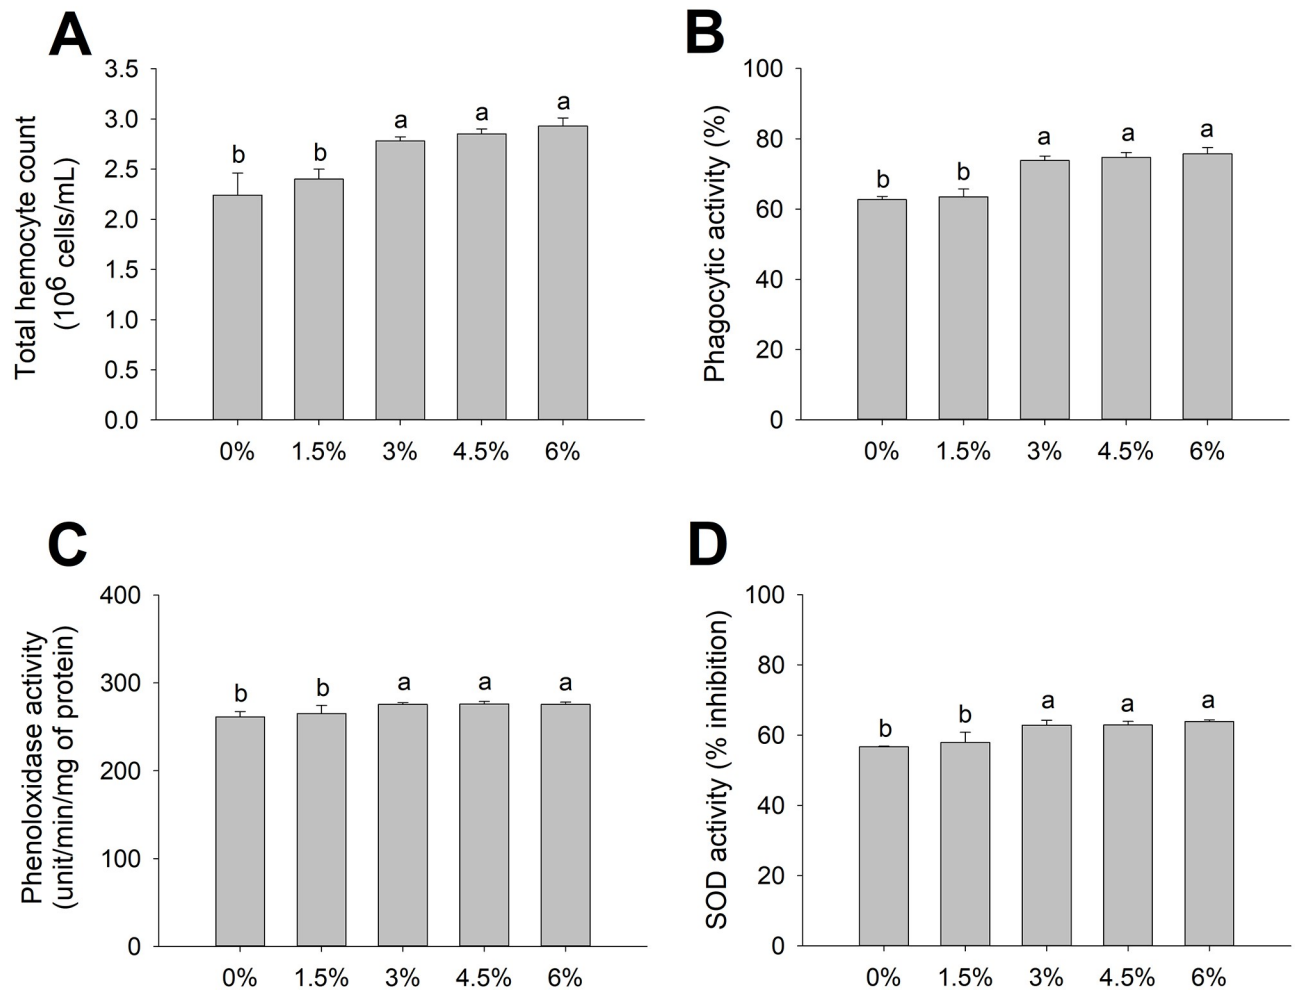 A
Total hemocyte count
(10⁶ cells/mL)
3.5
3.0
2.5
2.0
1.5
1.0
0.5
0.0
b
b
a
a
a
0% 1.5% 3% 4.5% 6%
B
Phagocytic activity (%)
100
80
60
40
20
0
b
b
a
a
a
0% 1.5% 3% 4.5% 6%
C
Phenoloxidase activity
(unit/min/mg of protein)
400
300
200
100
0
b
b
a
a
a
0% 1.5% 3% 4.5% 6%
D
SOD activity (% inhibition)
100
80
60
40
20
0
b
b
a
a
a
0% 1.5% 3% 4.5% 6%